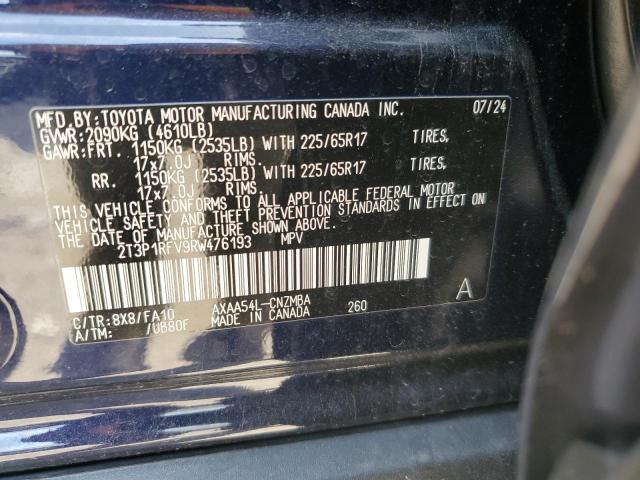 MFD.BY:TOYOTA MOTOR MANUFACTURING CANADA INC. 07/24
GVWR:2090KG (4610LB)
GAWR:FRT. 1150KG (2535LB) WITH 225/65R17 TIRES,
17x7.0J RIMS.
RR. 1150KG (2535LB) WITH 225/65R17 TIRES,
17x7.0J RIMS.
THIS VEHICLE CONFORMS TO ALL APPLICABLE FEDERAL MOTOR
VEHICLE SAFETY AND THEFT PREVENTION STANDARDS IN EFFECT ON
THE DATE OF MANUFACTURE SHOWN ABOVE.
2T3P1RFV9RW476193 MPV
C/TR:8X8/FA10 AXAA54L-CNZMBA 260 A
A/TM: /UB80F MADE IN CANADA